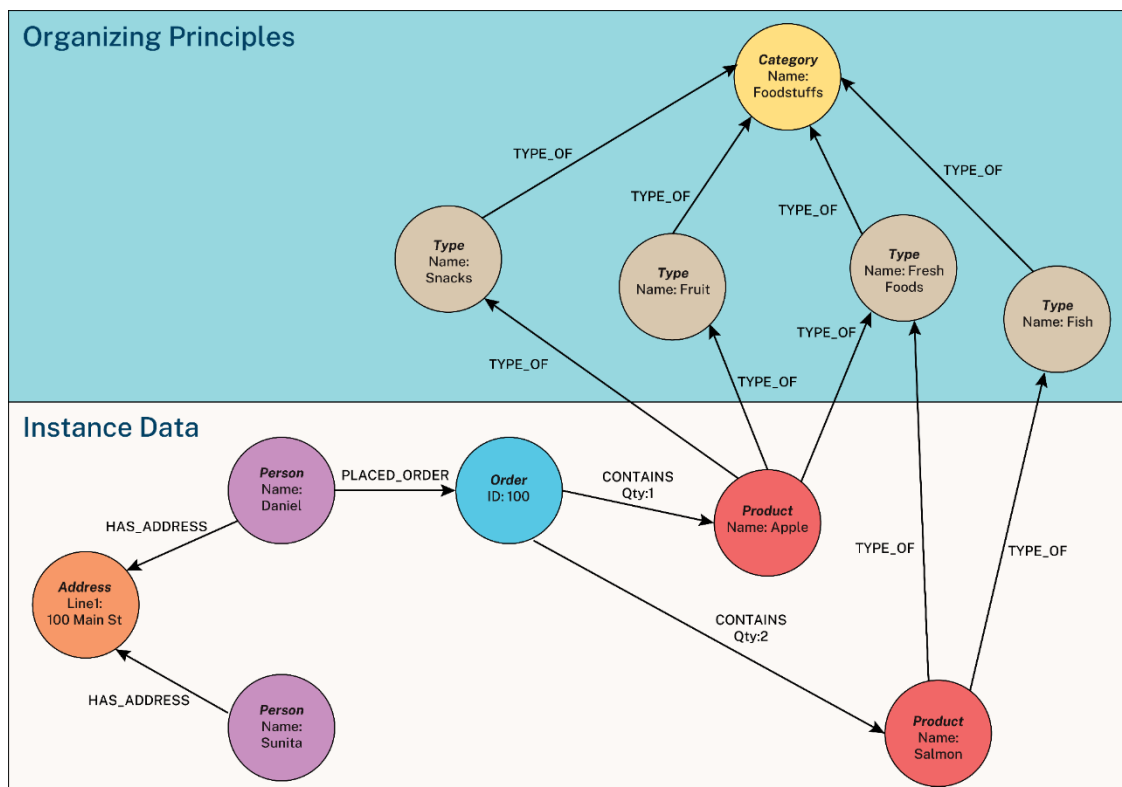 Organizing Principles
Category
Name:
Foodstuffs
TYPE_OF
TYPE_OF
TYPE_OF
TYPE_OF
Type
Name:
Snacks
Type
Name: Fruit
Type
Name: Fresh
Foods
Type
Name: Fish
TYPE_OF
TYPE_OF
TYPE_OF
Instance Data
Person
Name:
Daniel
PLACED_ORDER
Order
ID: 100
CONTAINS
Qty:1
Product
Name: Apple
HAS_ADDRESS
TYPE_OF
TYPE_OF
Address
Line1:
100 Main St
CONTAINS
Qty:2
HAS_ADDRESS
Person
Name:
Sunita
Product
Name:
Salmon